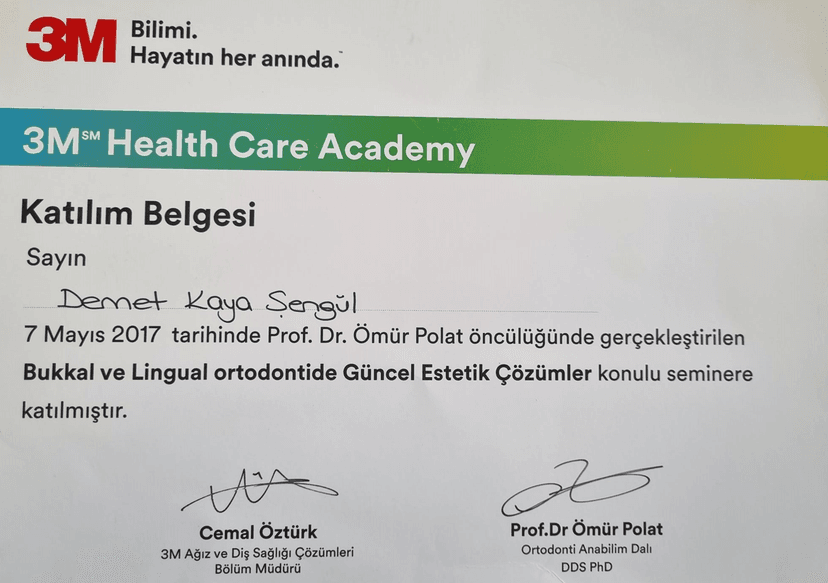 3M Bilimi.
Hayatın her anında.™
3M℠ Health Care Academy
Katılım Belgesi
Sayın
Demet Kaya Şengül
7 Mayıs 2017 tarihinde Prof. Dr. Ömür Polat öncülüğünde gerçekleştirilen
Bukkal ve Lingual ortodontide Güncel Estetik Çözümler konulu seminere
katılmıştır.
Cemal Öztürk
3M Ağız ve Diş Sağlığı Çözümleri
Bölüm Müdürü
Prof.Dr Ömür Polat
Ortodonti Anabilim Dalı
DDS PhD